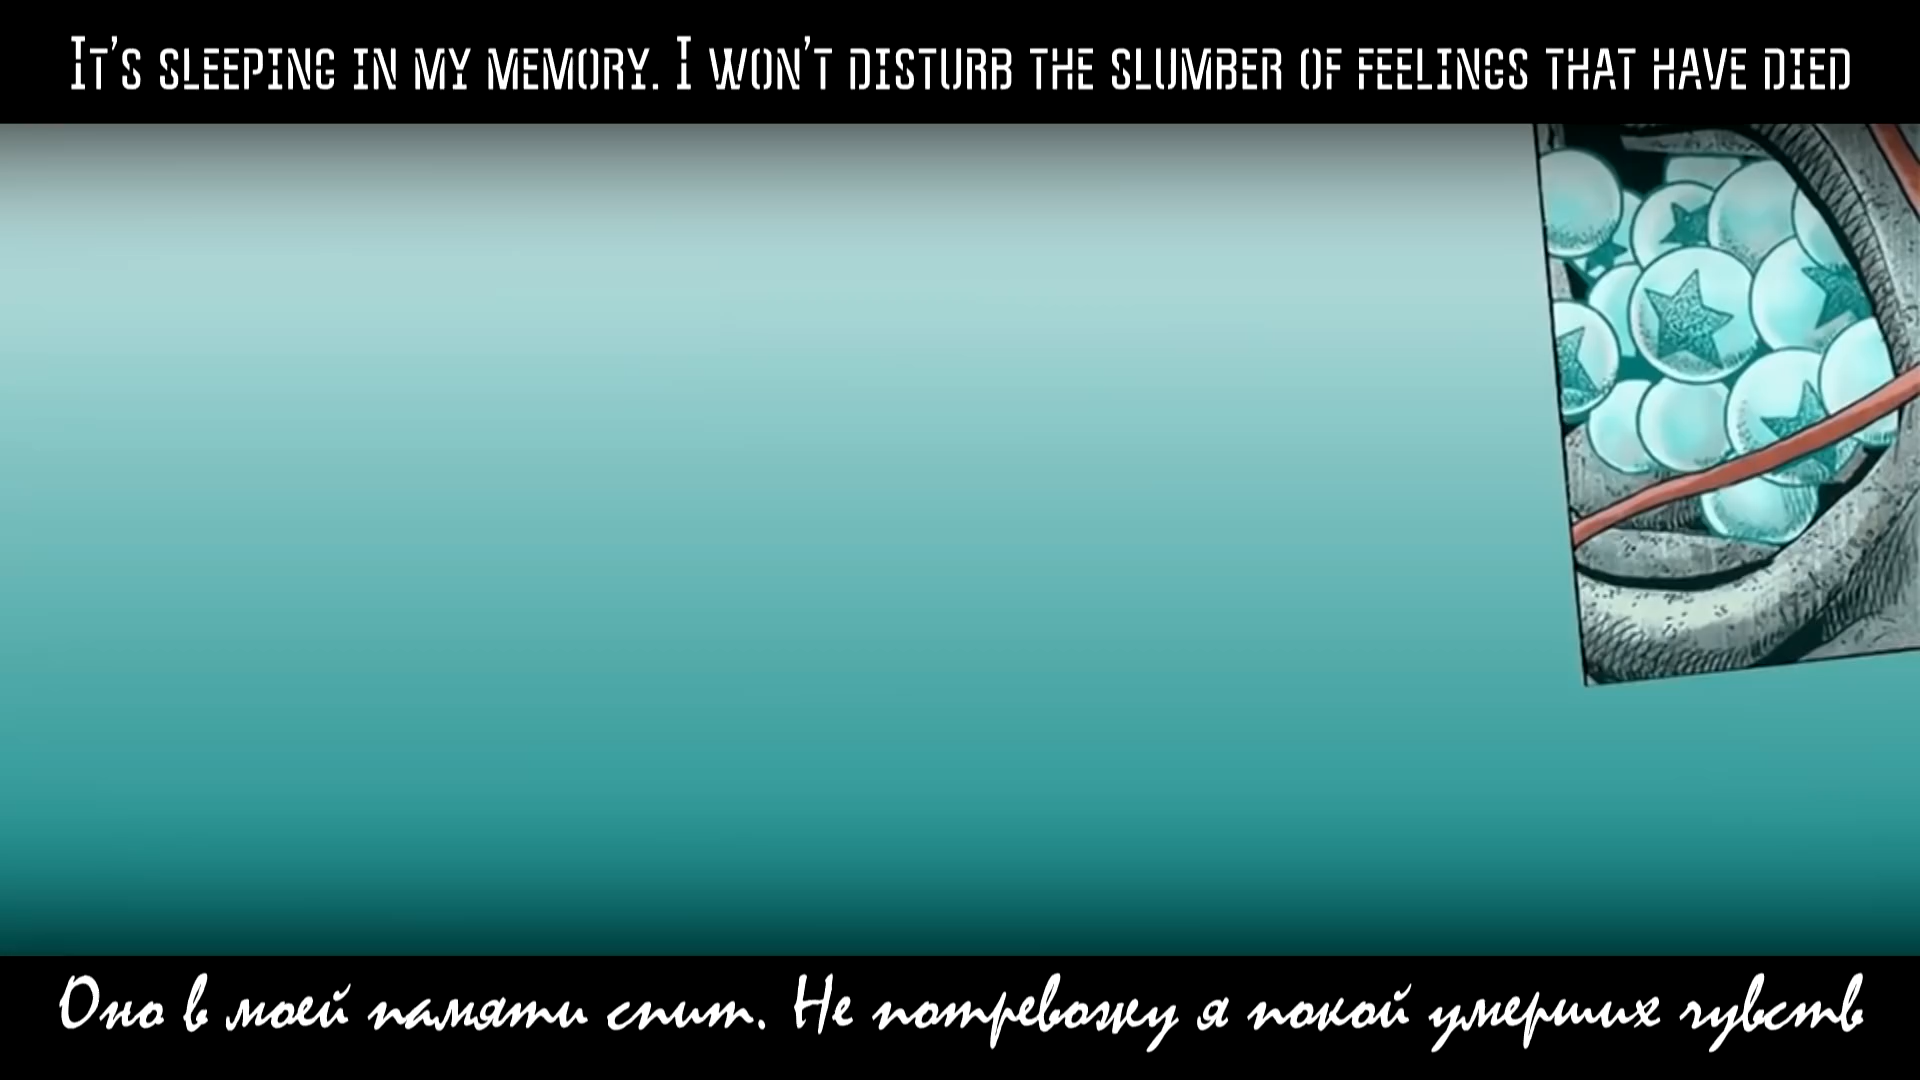 It's sleeping in my memory. I won't disturb the slumber of feelings that have died
Оно в моей памяти спит. Не потревожу я покой умерших чувств